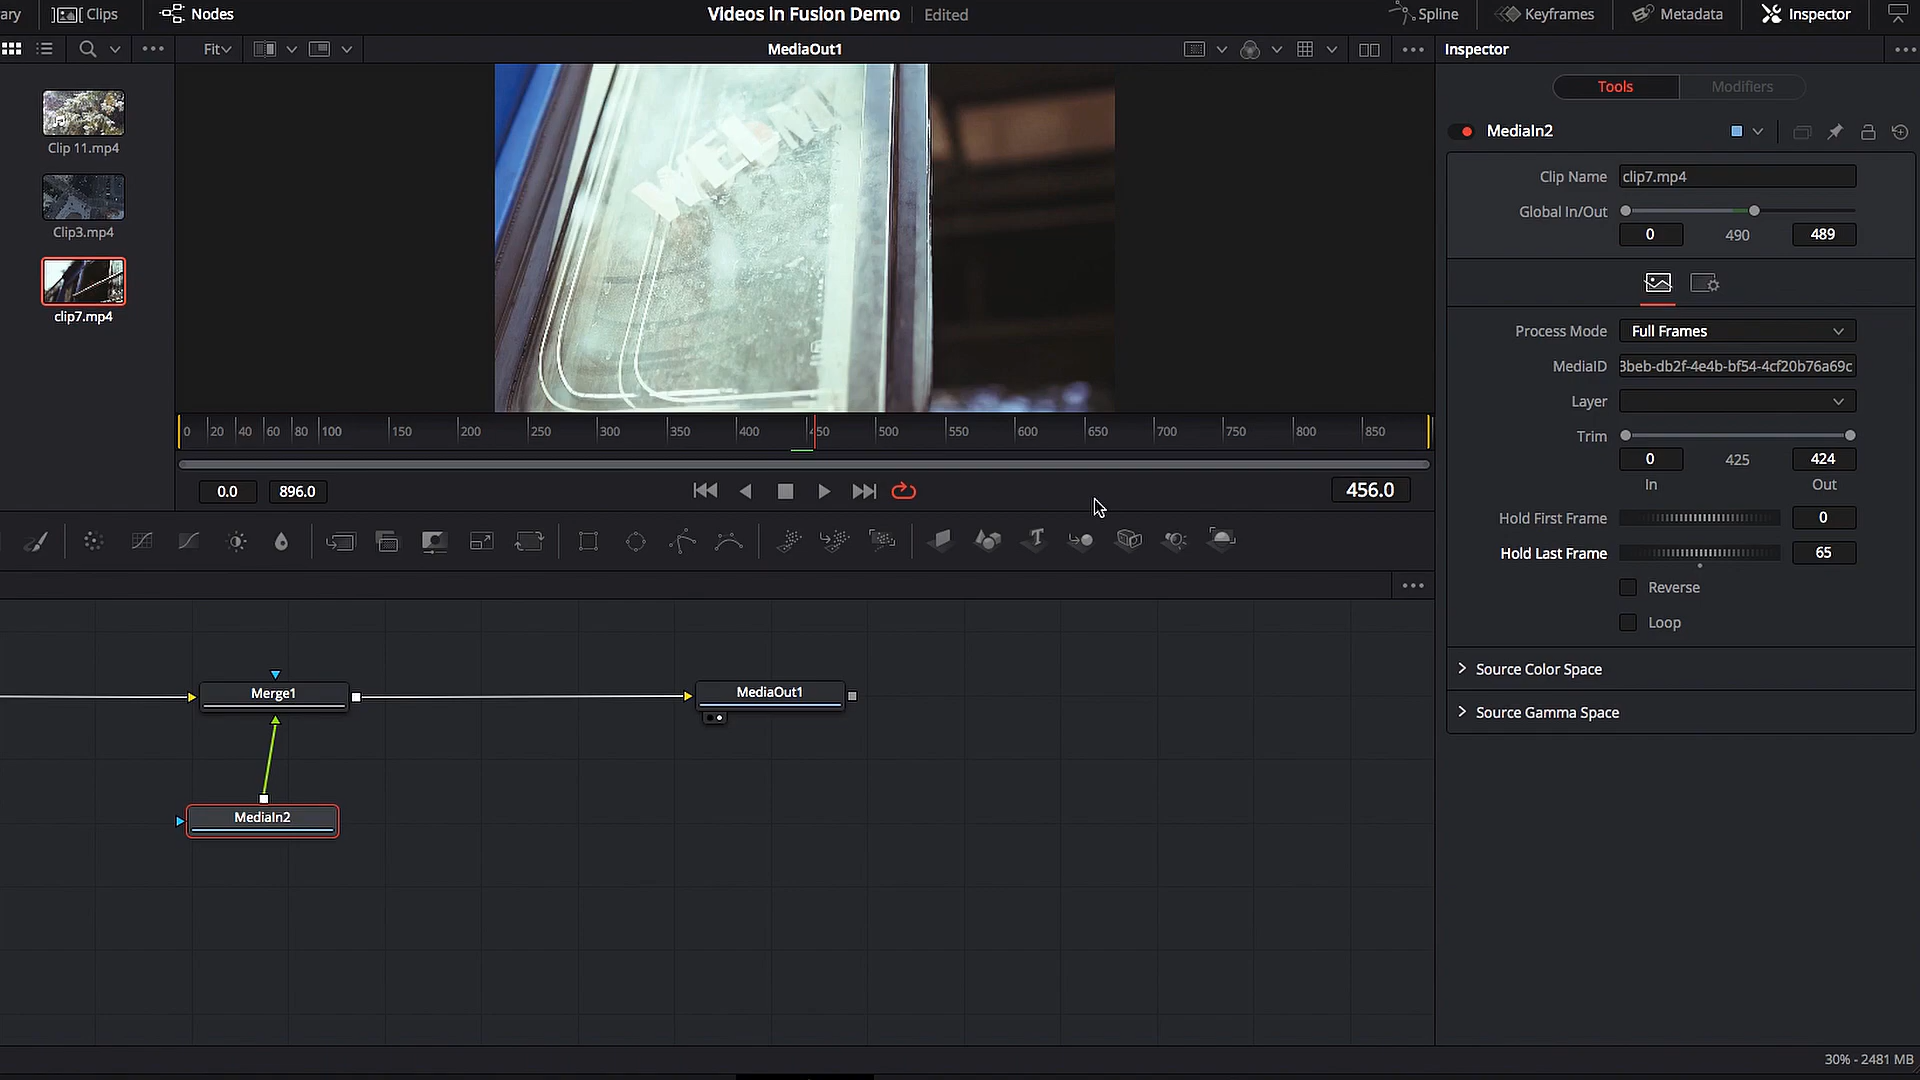 ary
Clips
Nodes
Videos in Fusion Demo
Edited
Spline
Keyframes
Metadata
Inspector
Fit
MediaOut1
Inspector
Tools
Modifiers
Clip 11.mp4
Clip3.mp4
clip7.mp4
MediaIn2
Clip Name
clip7.mp4
Global In/Out
0
490
489
Process Mode
Full Frames
MediaID
3beb-db2f-4e4b-bf54-4cf20b76a69c
Layer
Trim
0
425
424
In
Out
Hold First Frame
0
Hold Last Frame
65
Reverse
Loop
Source Color Space
Source Gamma Space
0 20 40 60 80 100 150 200 250 300 350 400 450 500 550 600 650 700 750 800 850
0.0
896.0
456.0
Merge1
MediaOut1
MediaIn2
30% - 2481 MB